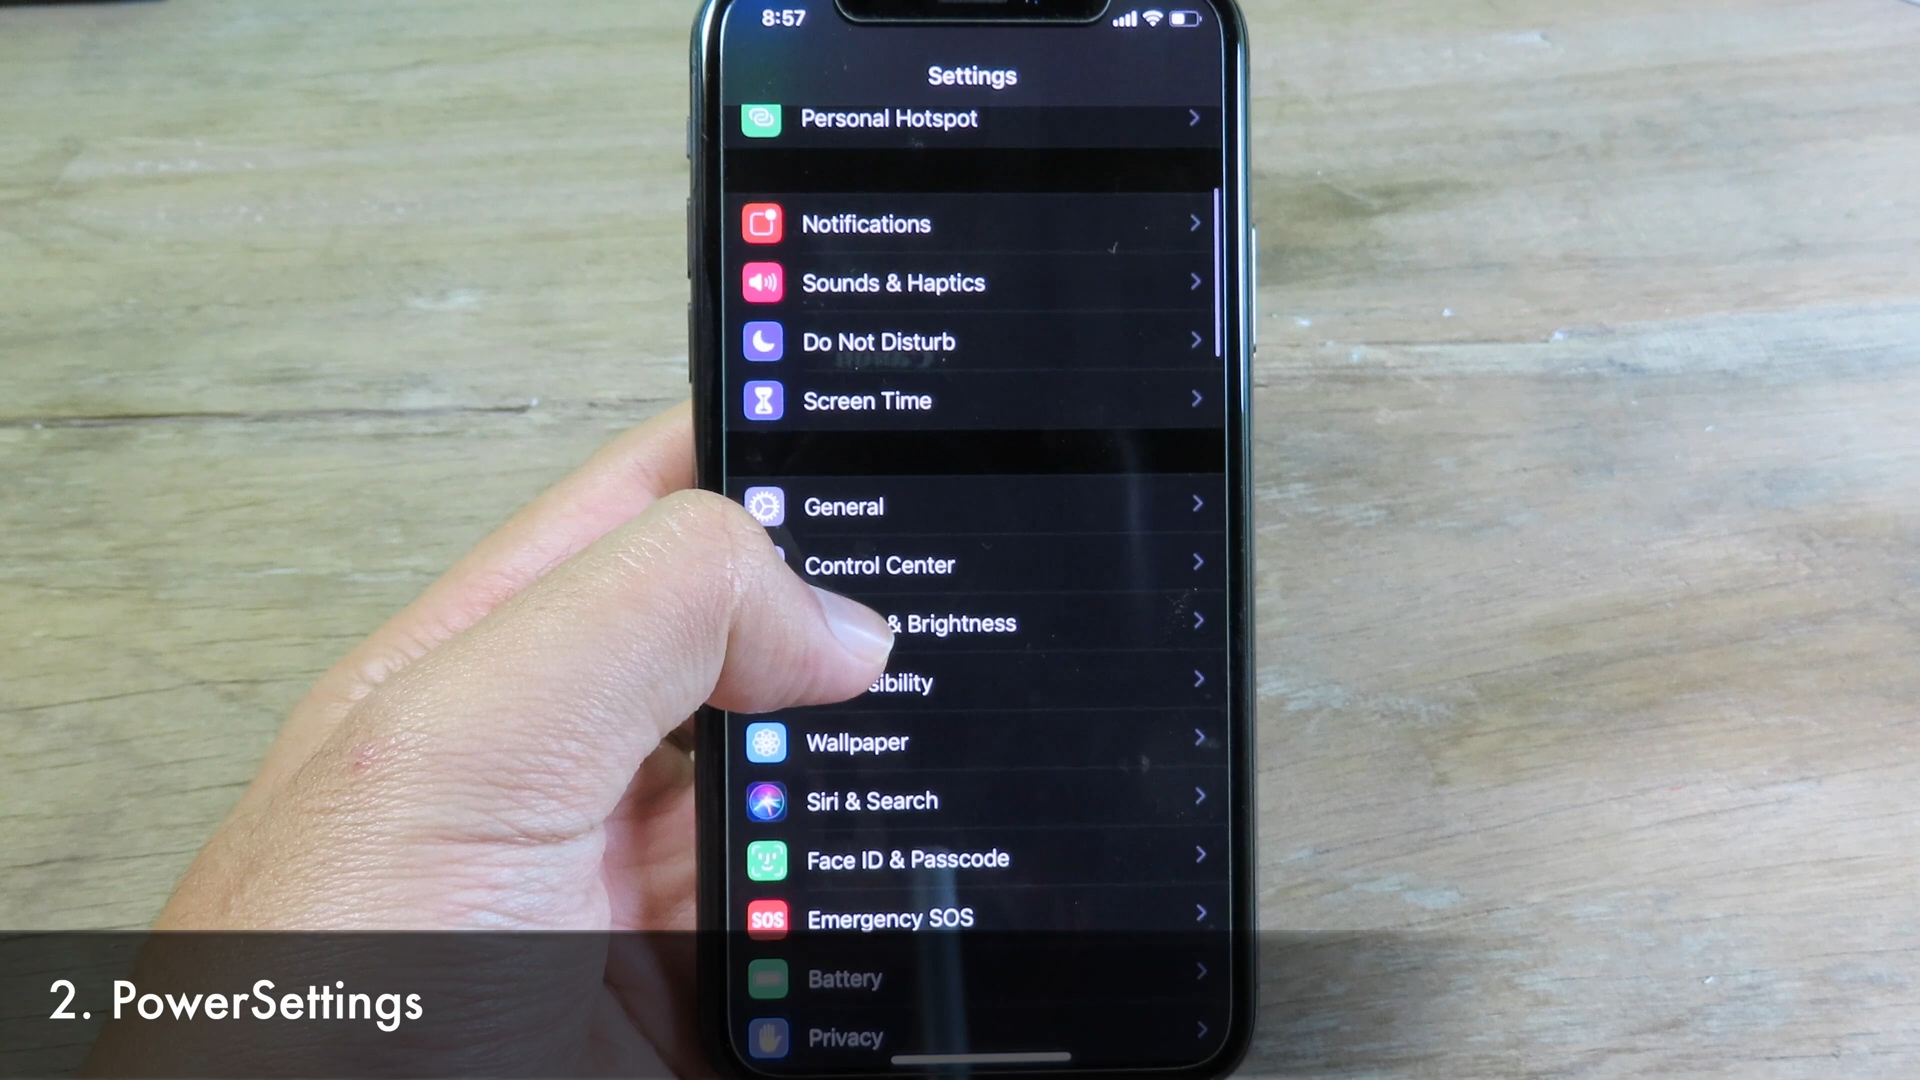 8:57
Settings
Personal Hotspot
Notifications
Sounds & Haptics
Do Not Disturb
Screen Time
General
Control Center
& Brightness
sibility
Wallpaper
Siri & Search
Face ID & Passcode
SOS Emergency SOS
Battery
Privacy
2. PowerSettings